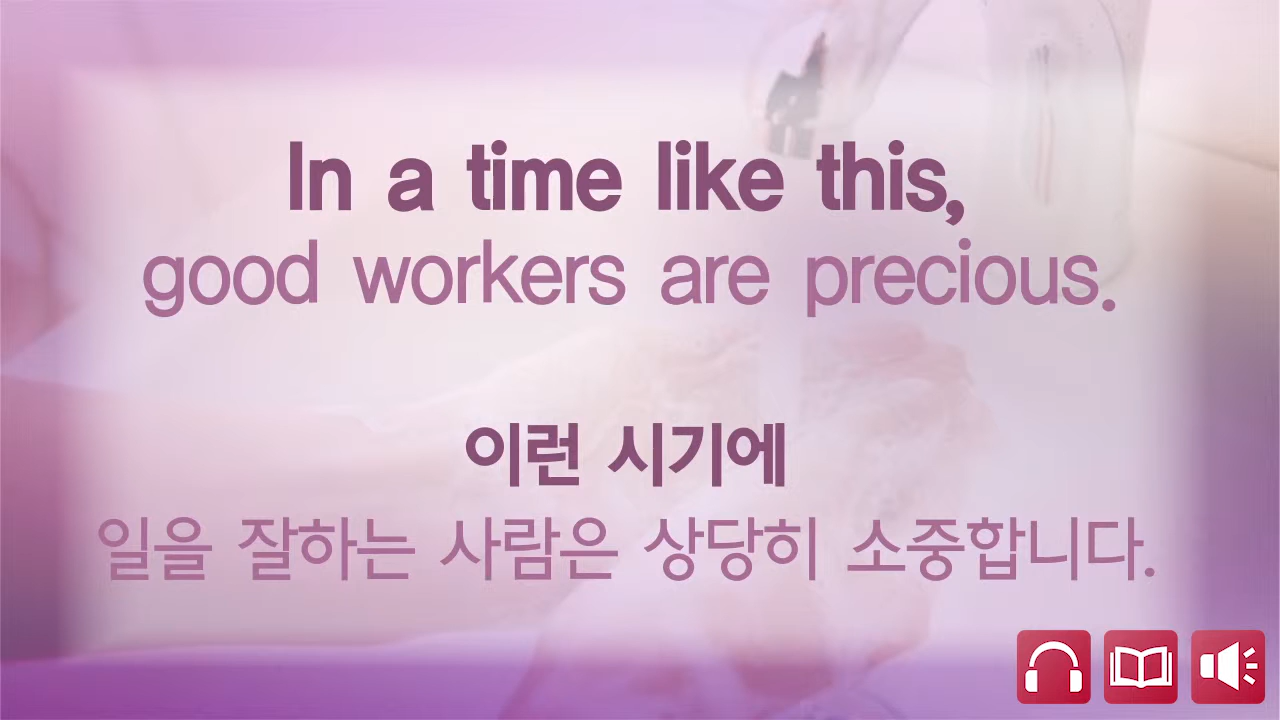 In a time like this,
good workers are precious.
이런 시기에
일을 잘하는 사람은 상당히 소중합니다.